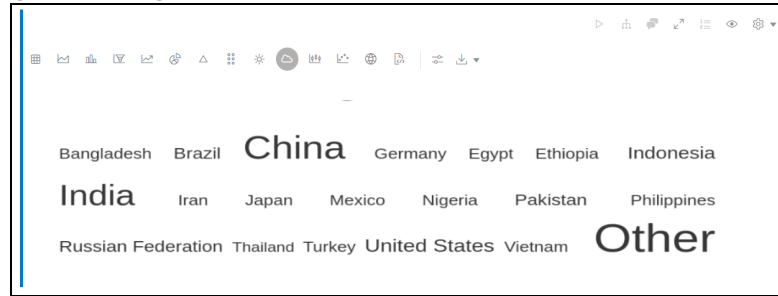 Bangladesh Brazil China Germany Egypt Ethiopia Indonesia
India Iran Japan Mexico Nigeria Pakistan Philippines
Russian Federation Thailand Turkey United States Vietnam Other